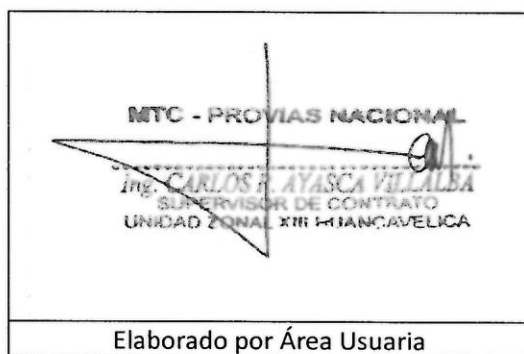 MTC - PROVIAS NACIONAL
Ing. CARLOS R. AYASCA VILLALBA
SUPERVISOR DE CONTRATO
UNIDAD ZONAL XIII HUANCAVELICA
Elaborado por Área Usuaria